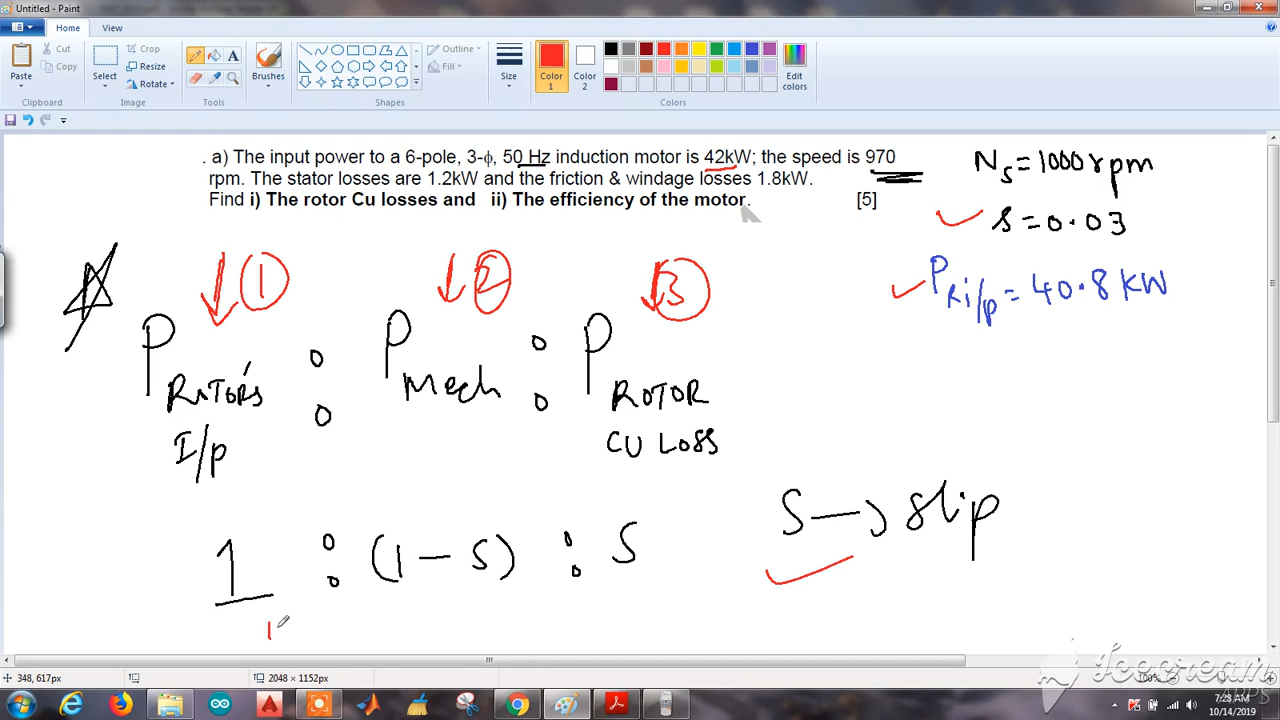 Untitled - Paint
Home
View
Paste
Cut
Copy
Clipboard
Select
Crop
Resize
Rotate
Image
Tools
Brushes
Shapes
Outline
Fill
Size
Color 1
Color 2
Edit colors
Colors
. a) The input power to a 6-pole, 3-ϕ, 50 Hz induction motor is 42kW; the speed is 970
rpm. The stator losses are 1.2kW and the friction & windage losses 1.8kW.
Find i) The rotor Cu losses and ii) The efficiency of the motor. [5]
Ns = 1000 rpm
s = 0.03
PRi/p = 40.8 KW
1 2 3
P ROTOR'S I/p : P Mech : P ROTOR CU LOSS
1 : (1 – S) : S
S → slip
348, 617px
2048 × 1152px
100%
Icecream
APPS
7:28 AM
10/14/2019